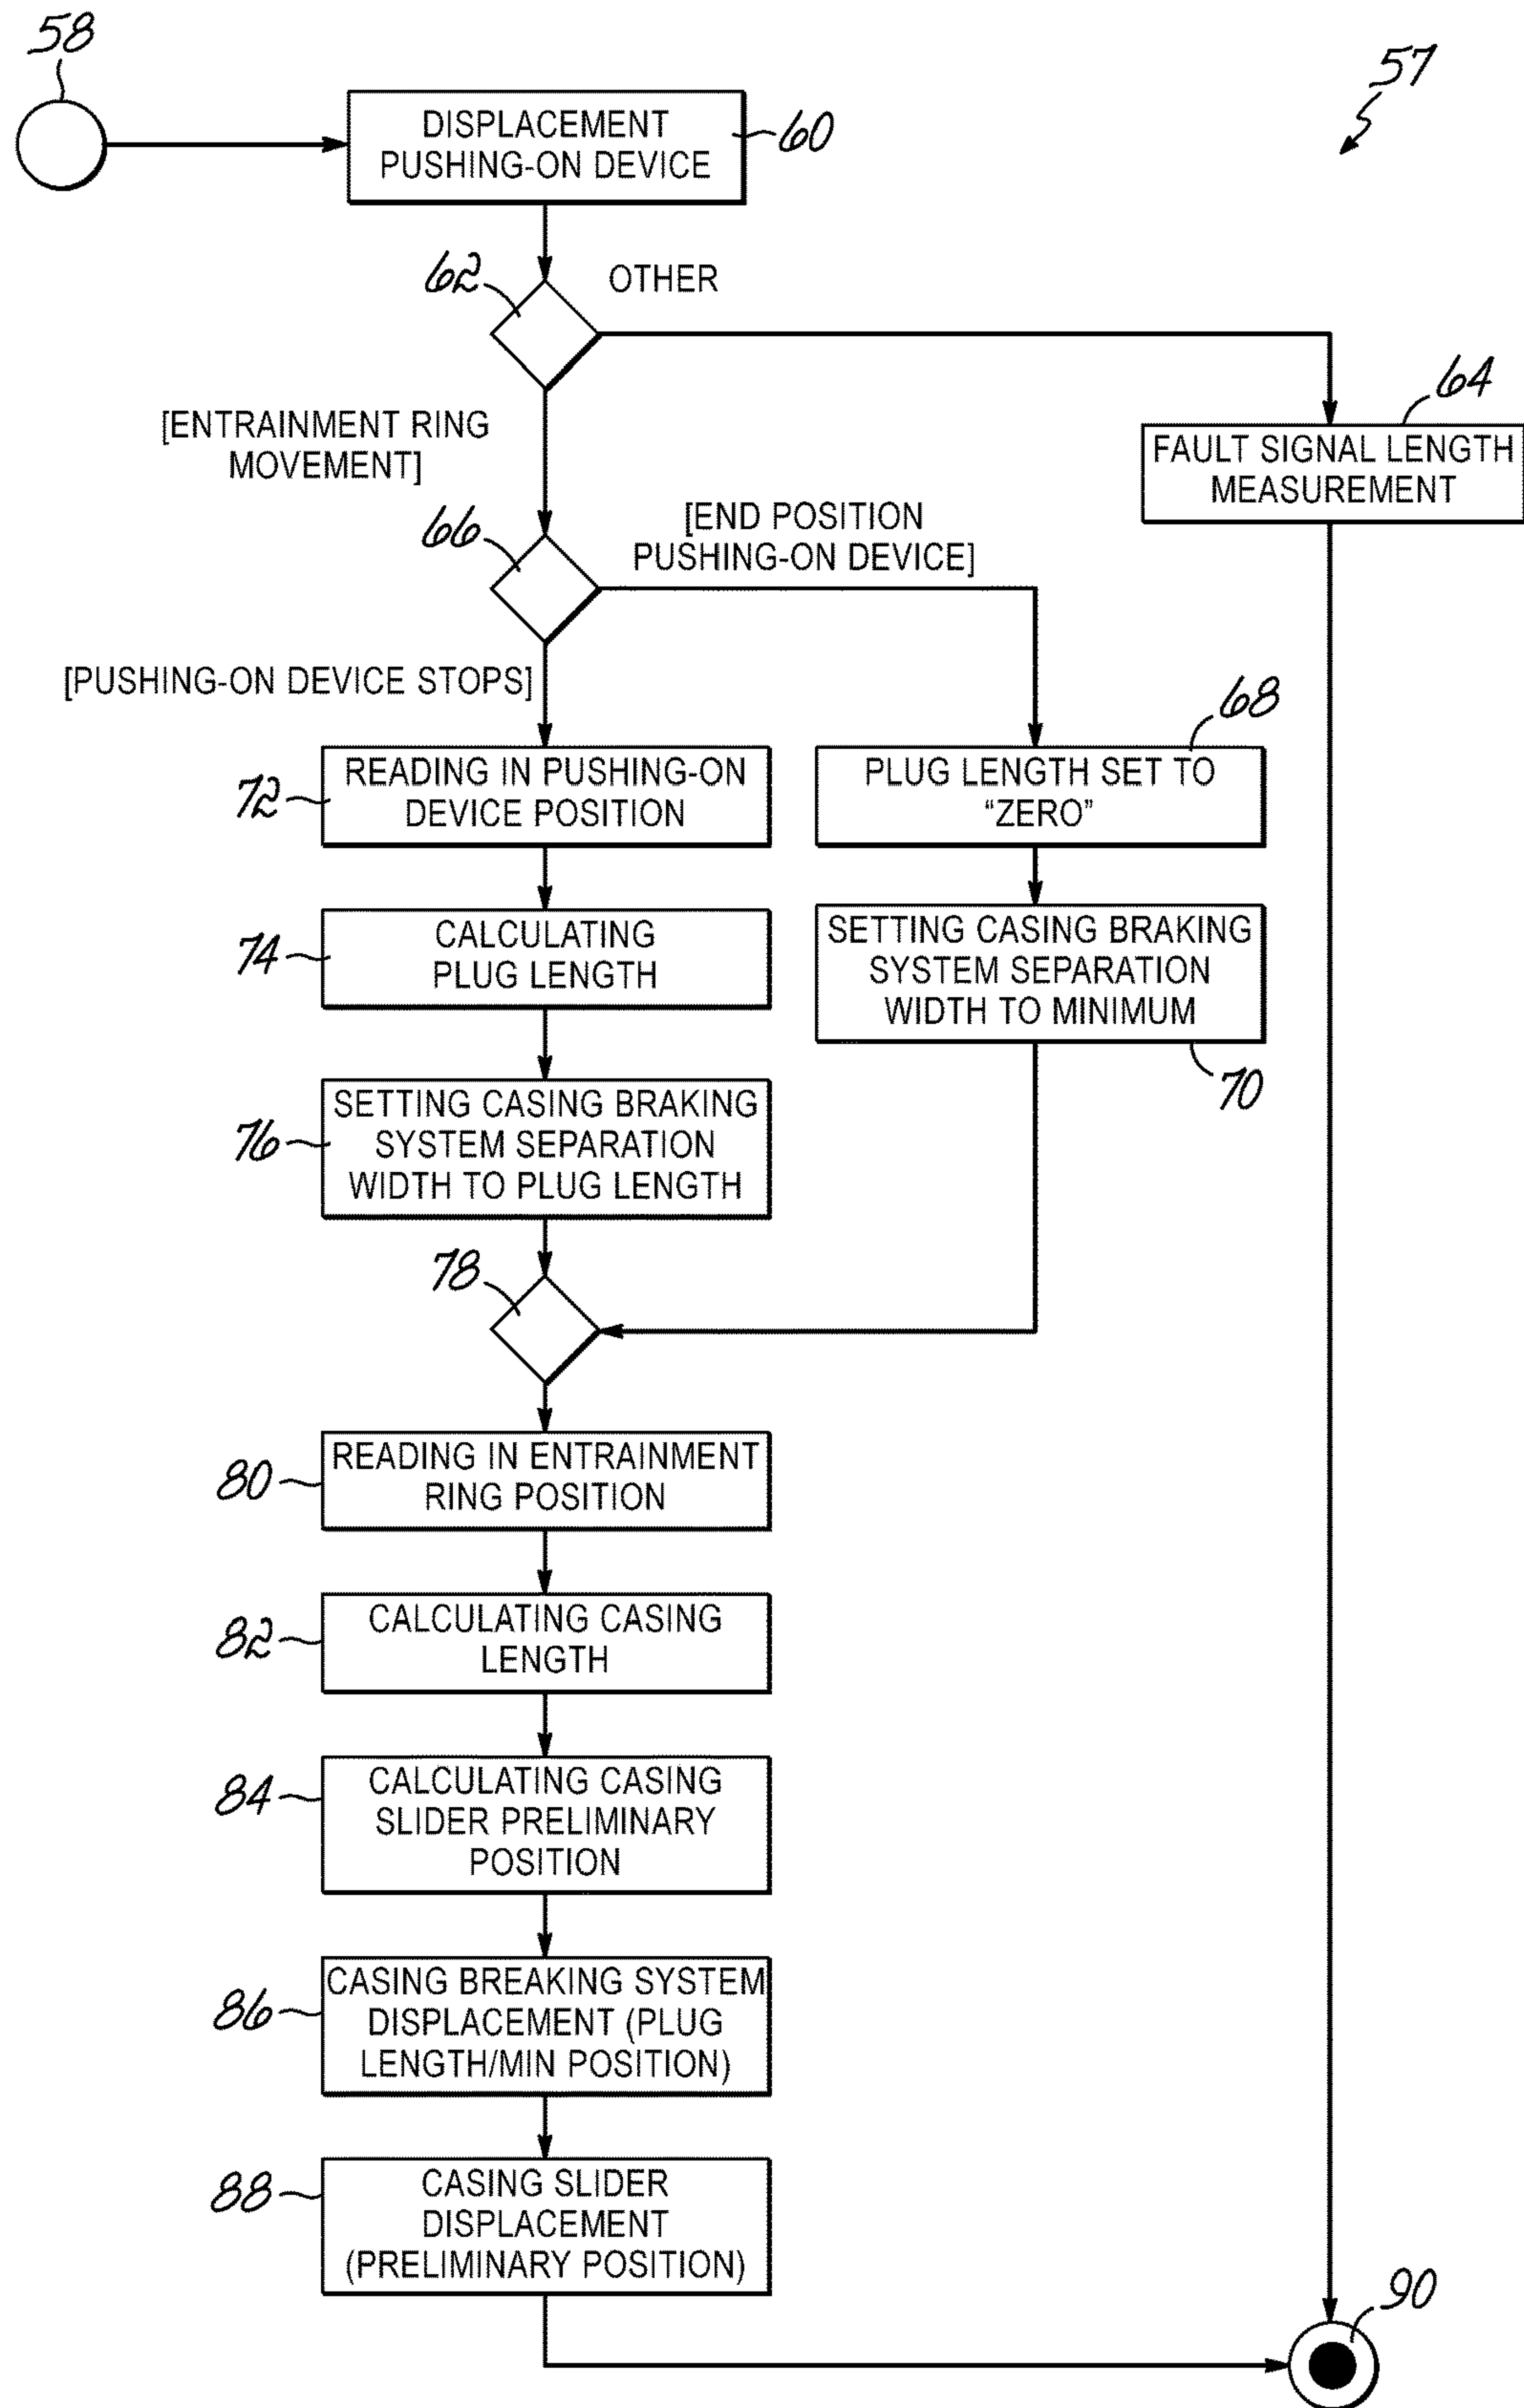 58
57
DISPLACEMENT
PUSHING-ON DEVICE
60
62
OTHER
[ENTRAINMENT RING
MOVEMENT]
64
FAULT SIGNAL LENGTH
MEASUREMENT
66
[END POSITION
PUSHING-ON DEVICE]
[PUSHING-ON DEVICE STOPS]
68
72
READING IN PUSHING-ON
DEVICE POSITION
PLUG LENGTH SET TO
“ZERO”
74
CALCULATING
PLUG LENGTH
SETTING CASING BRAKING
SYSTEM SEPARATION
WIDTH TO MINIMUM
70
76
SETTING CASING BRAKING
SYSTEM SEPARATION
WIDTH TO PLUG LENGTH
78
80
READING IN ENTRAINMENT
RING POSITION
82
CALCULATING CASING
LENGTH
84
CALCULATING CASING
SLIDER PRELIMINARY
POSITION
86
CASING BREAKING SYSTEM
DISPLACEMENT (PLUG
LENGTH/MIN POSITION)
88
CASING SLIDER
DISPLACEMENT
(PRELIMINARY POSITION)
90